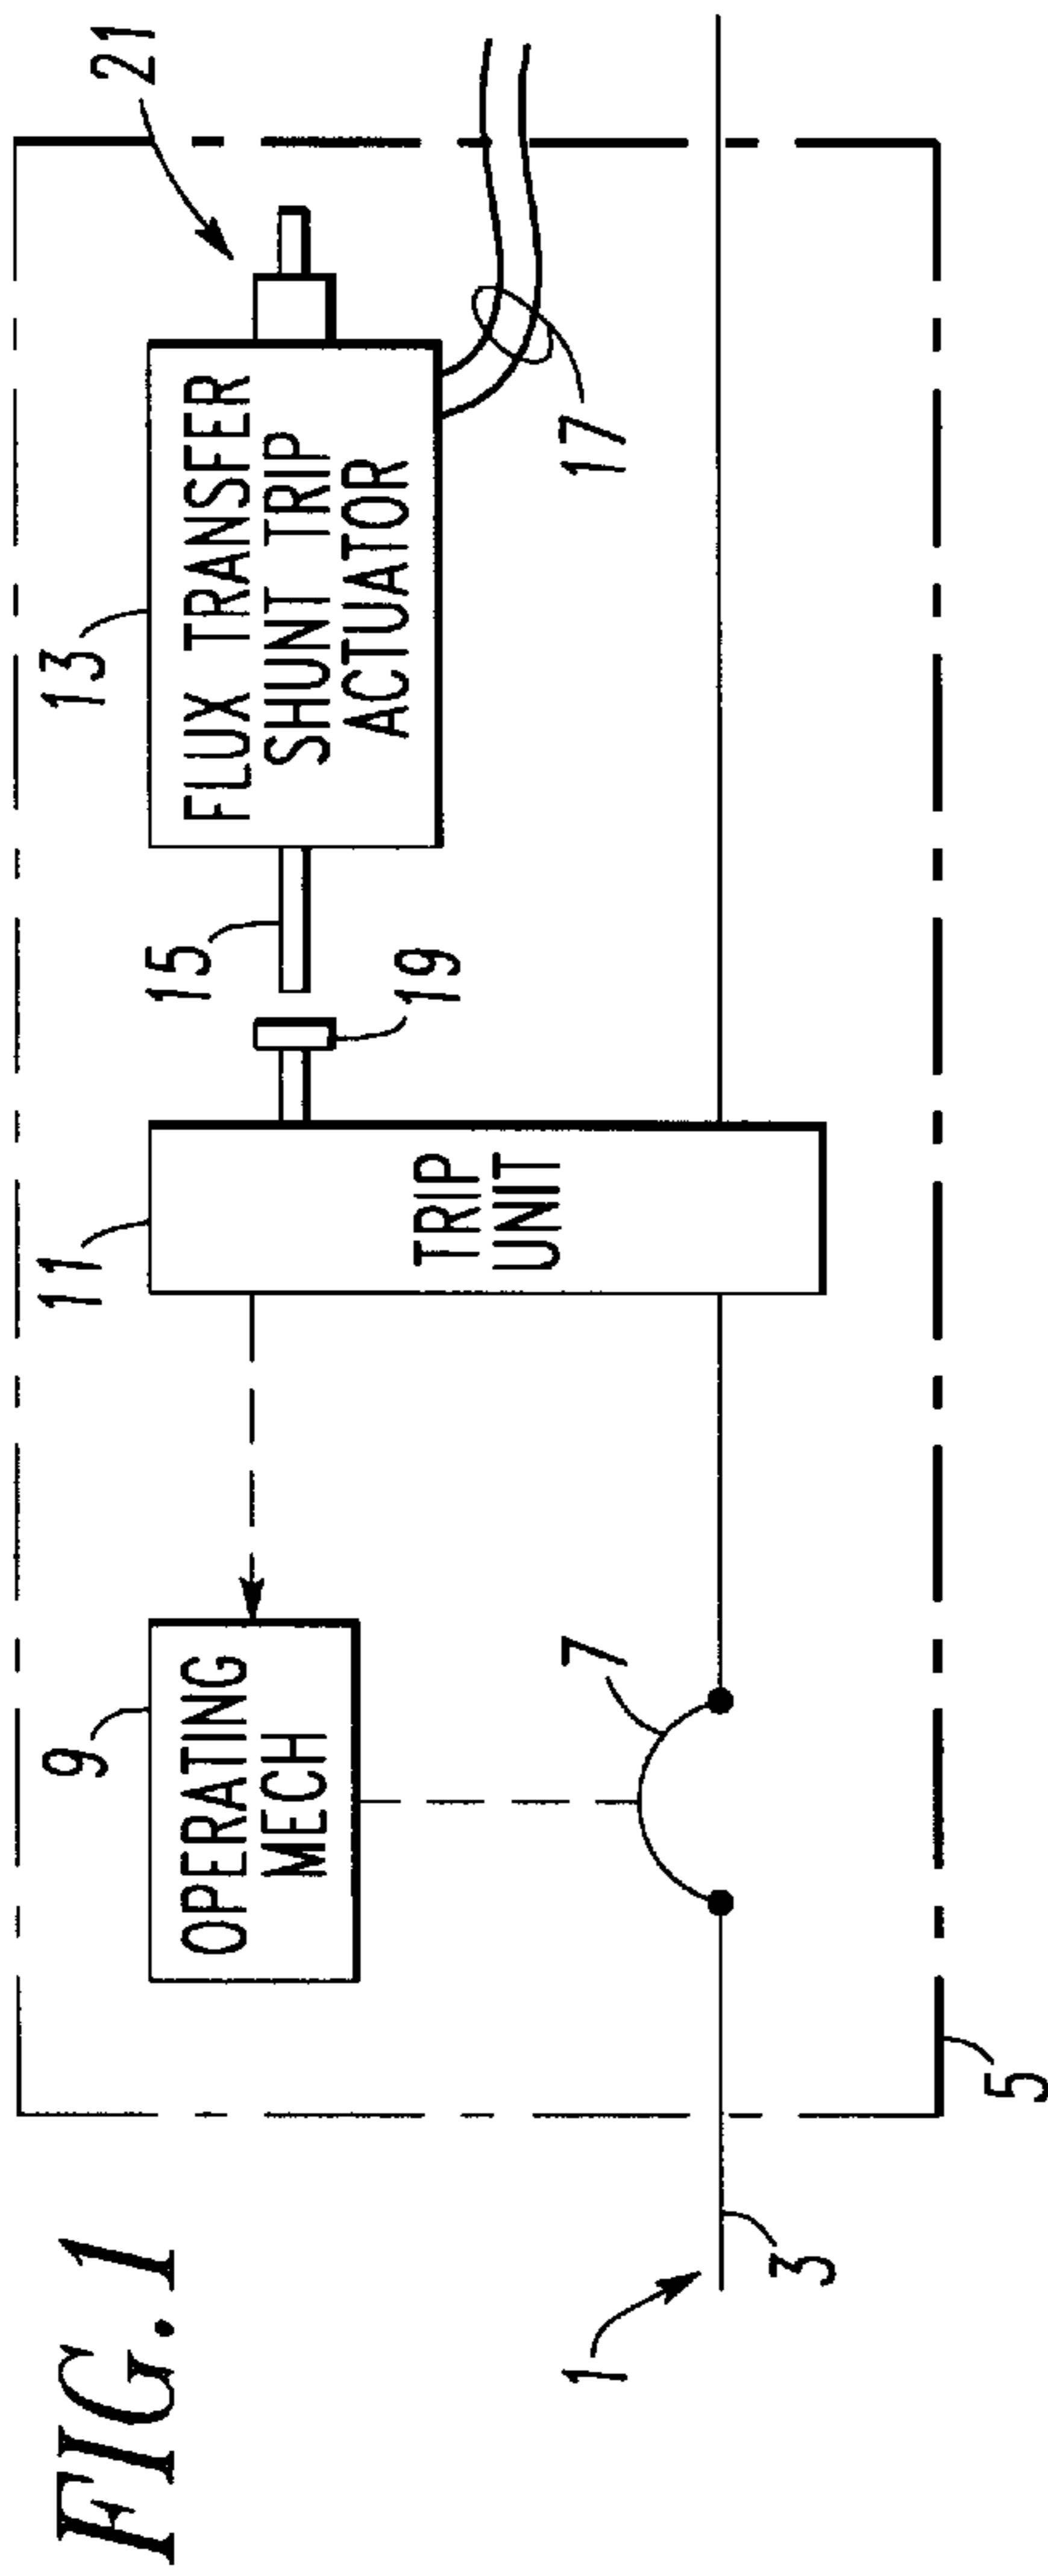 FIG. 1
1
3
5
7
9
OPERATING
MECH
11
TRIP
UNIT
19
15
13
FLUX TRANSFER
SHUNT TRIP
ACTUATOR
17
21